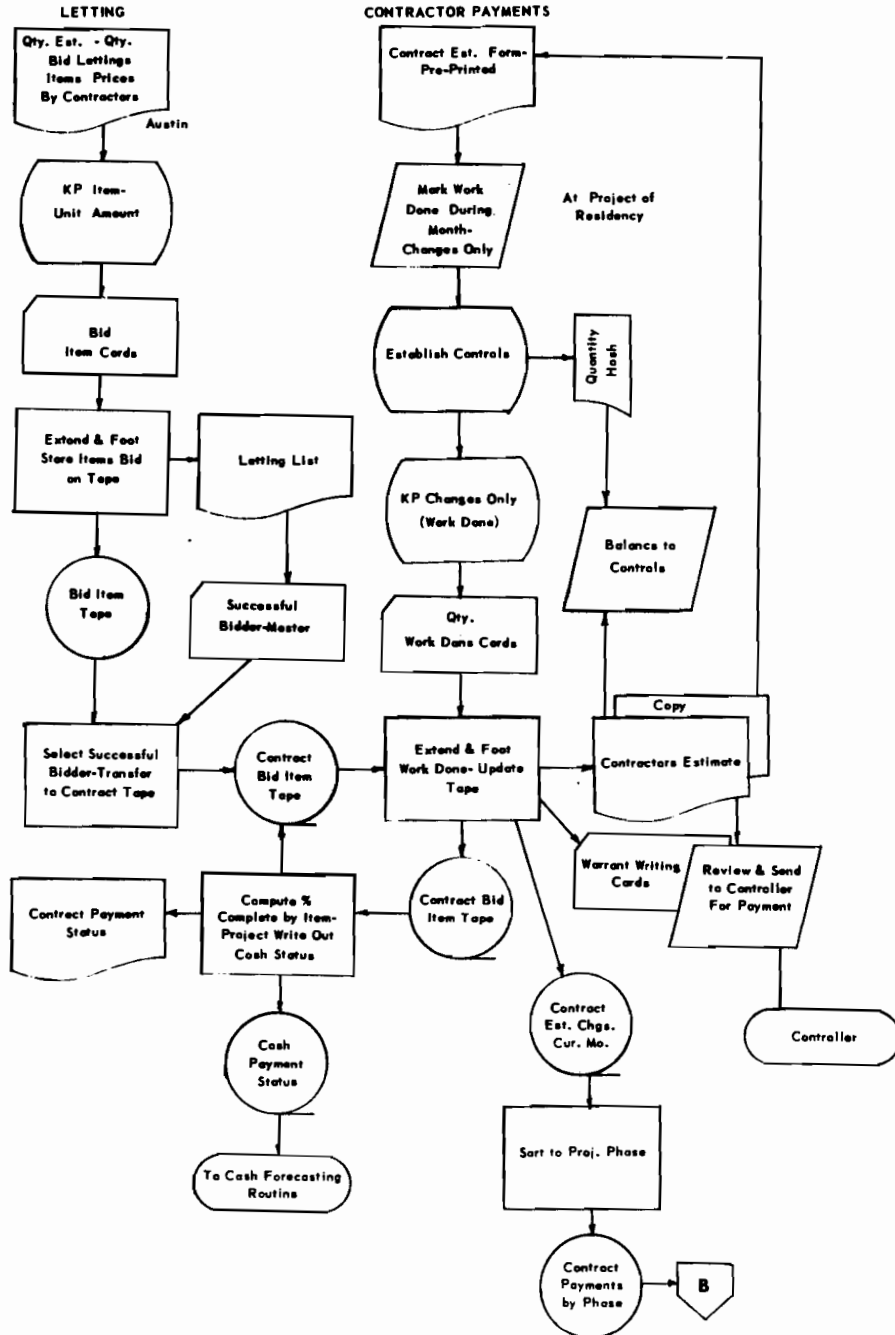 LETTING
Qty. Est. - Qty.
Bid Lettings
Items Prices
By Contractors
Austin
KP Item-
Unit Amount
Bid
Item Cards
Extend & Foot
Store Items Bid
on Tape
Letting List
Bid Item
Tape
Successful
Bidder-Master
Select Successful
Bidder-Transfer
to Contract Tape
Contract
Bid Item
Tape
Contract Payment
Status
Compute %
Complete by Item-
Project Write Out
Cash Status
Cash
Payment
Status
To Cash Forecasting
Routine
CONTRACTOR PAYMENTS
Contract Est. Form-
Pre-Printed
Mark Work
Done During
Month-
Changes Only
At Project of
Residency
Establish Controls
Quantity
Hash
KP Changes Only
(Work Done)
Balance to
Controls
Qty.
Work Done Cards
Extend & Foot
Work Done- Update
Tape
Copy
Contractors Estimate
Contract Bid
Item Tape
Warrant Writing
Cards
Review & Send
to Controller
For Payment
Controller
Contract
Est. Chgs.
Cur. Mo.
Sort to Proj. Phase
Contract
Payments
by Phase
B